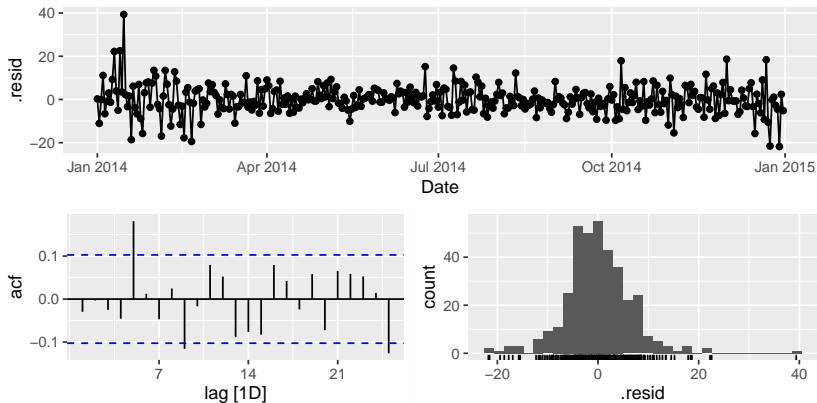 40
20
0
−20
.resid
Jan 2014
Apr 2014
Jul 2014
Oct 2014
Jan 2015
Date
0.1
0.0
−0.1
acf
7
14
21
lag [1D]
40
20
0
count
−20
0
20
40
.resid